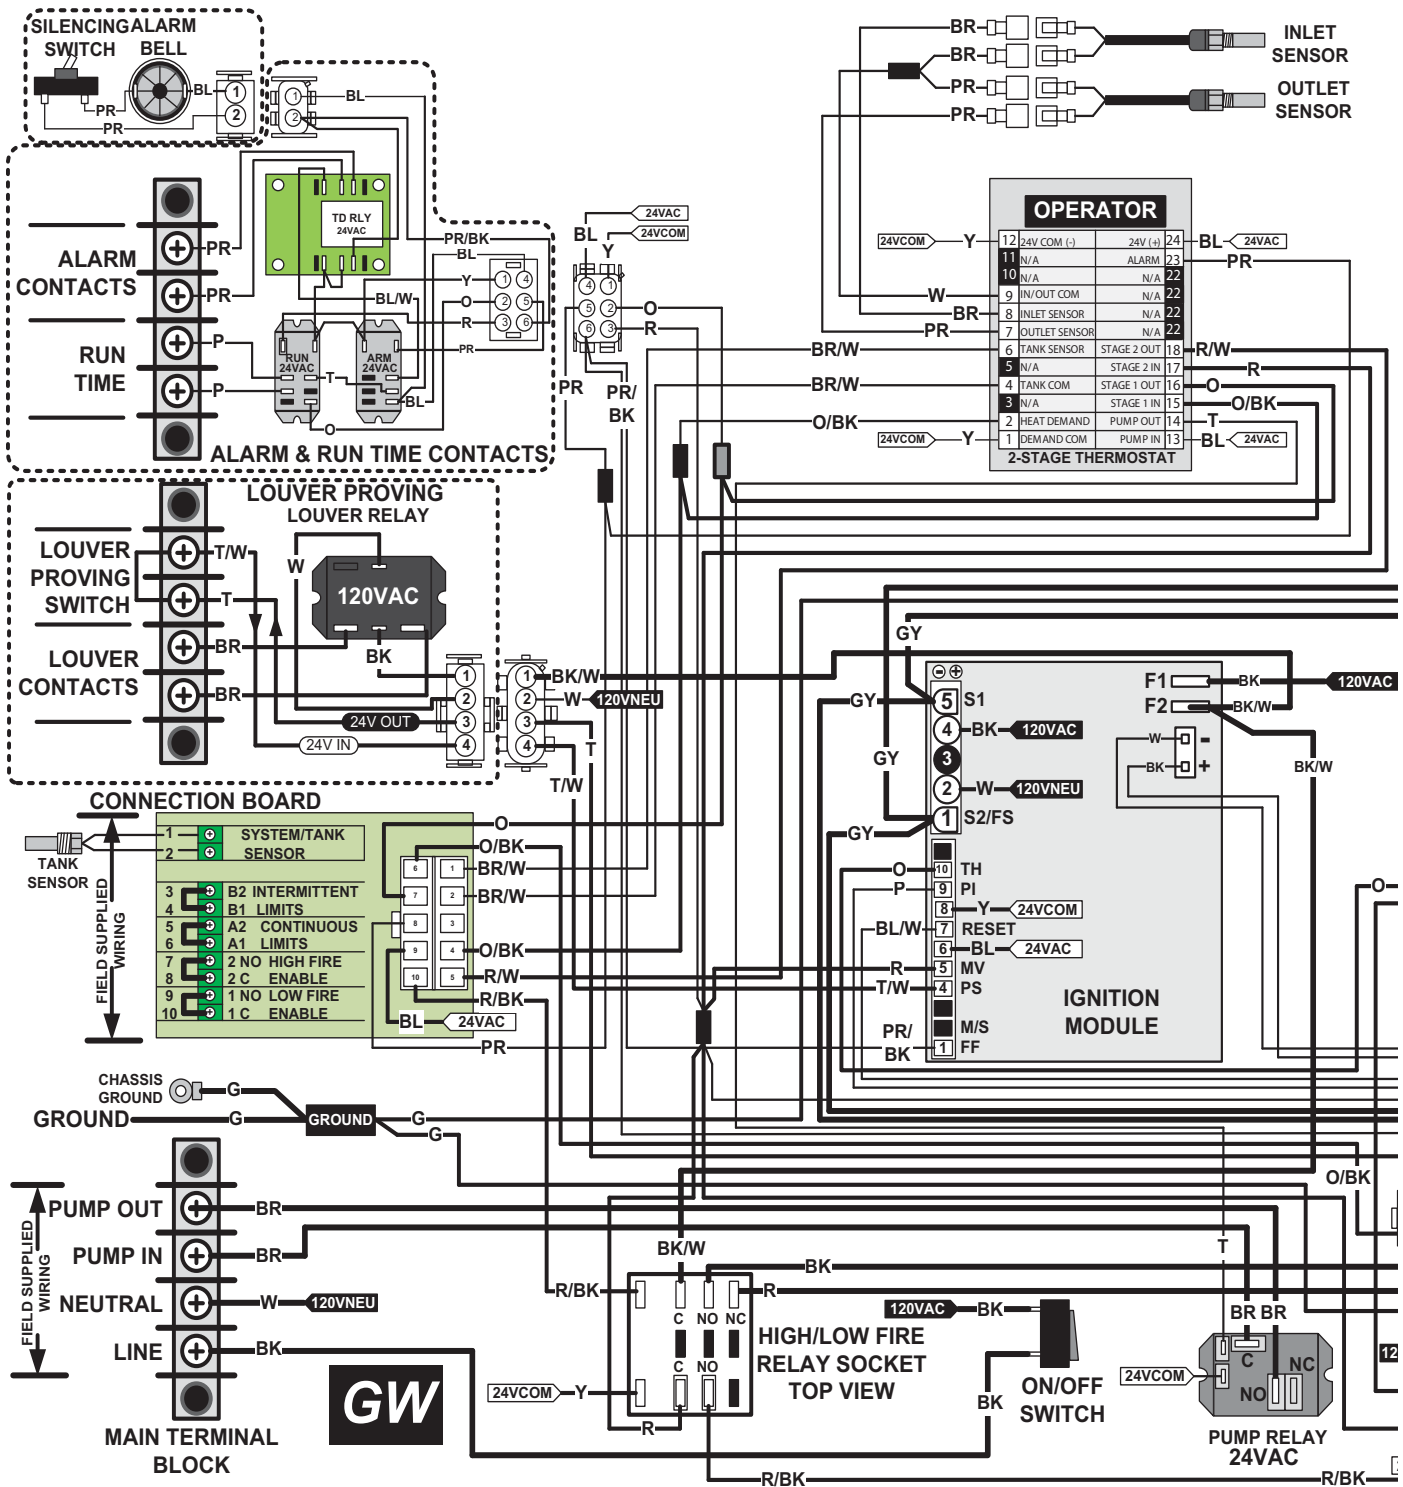 SILENCING ALARM
SWITCH BELL
PR
PR
BL
1
2
1
2
BL
BR
BR
PR
PR
INLET
SENSOR
OUTLET
SENSOR
TD RLY
24VAC
ALARM
CONTACTS
RUN
TIME
PR
PR
P
P
PR/BK
BL
Y
O
R
PR
BL/W
1 4
2 5
3 6
RUN
24VAC
ARM
24VAC
T
BL
O
ALARM & RUN TIME CONTACTS
24VAC
24VCOM
BL
Y
4 1
5 2
6 3
O
R
PR
PR/
BK
OPERATOR
24VCOM Y 12 24V COM (-) 24V (+) 24 BL 24VAC
11 N/A ALARM 23 PR
10 N/A N/A 22
W 9 IN/OUT COM N/A 22
BR 8 INLET SENSOR N/A 22
PR 7 OUTLET SENSOR N/A 22
BR/W 6 TANK SENSOR STAGE 2 OUT 18 R/W
5 N/A STAGE 2 IN 17 R
BR/W 4 TANK COM STAGE 1 OUT 16 O
3 N/A STAGE 1 IN 15 O/BK
O/BK 2 HEAT DEMAND PUMP OUT 14 T
24VCOM Y 1 DEMAND COM PUMP IN 13 BL 24VAC
2-STAGE THERMOSTAT
LOUVER PROVING
LOUVER RELAY
LOUVER
PROVING
SWITCH
LOUVER
CONTACTS
T/W
T
BR
BR
W
120VAC
BK
24V OUT
24V IN
1
2
3
4
1
2
3
4
BK/W
W 120VNEU
T
T/W
GY
GY
GY
GY
5 S1
4 BK 120VAC
3
2 W 120VNEU
1 S2/FS
F1 BK 120VAC
F2 BK/W
W -
BK +
BK/W
O 10 TH
P 9 PI
8 Y 24VCOM
BL/W 7 RESET
6 BL 24VAC
R 5 MV
T/W 4 PS
M/S
PR/
BK
1 FF
IGNITION
MODULE
O
CONNECTION BOARD
TANK
SENSOR
FIELD SUPPLIED
WIRING
1 SYSTEM/TANK
2 SENSOR
3 B2 INTERMITTENT
4 B1 LIMITS
5 A2 CONTINUOUS
6 A1 LIMITS
7 2 NO HIGH FIRE
8 2 C ENABLE
9 1 NO LOW FIRE
10 1 C ENABLE
6 1
7 2
8 3
9 4
10 5
O
O/BK
BR/W
BR/W
O/BK
R/W
R/BK
BL 24VAC
PR
CHASSIS
GROUND
G
GROUND G GROUND G
G
PUMP OUT BR
PUMP IN BR
NEUTRAL W 120VNEU
LINE BK
FIELD SUPPLIED
WIRING
MAIN TERMINAL
BLOCK
GW
BK/W
BK
R/BK
R
C NO NC
C NO
24VCOM Y
R
R/BK
R/BK
HIGH/LOW FIRE
RELAY SOCKET
TOP VIEW
120VAC BK
BK
ON/OFF
SWITCH
O/BK
T
BR BR
C
NC
NO
24VCOM
PUMP RELAY
24VAC
12